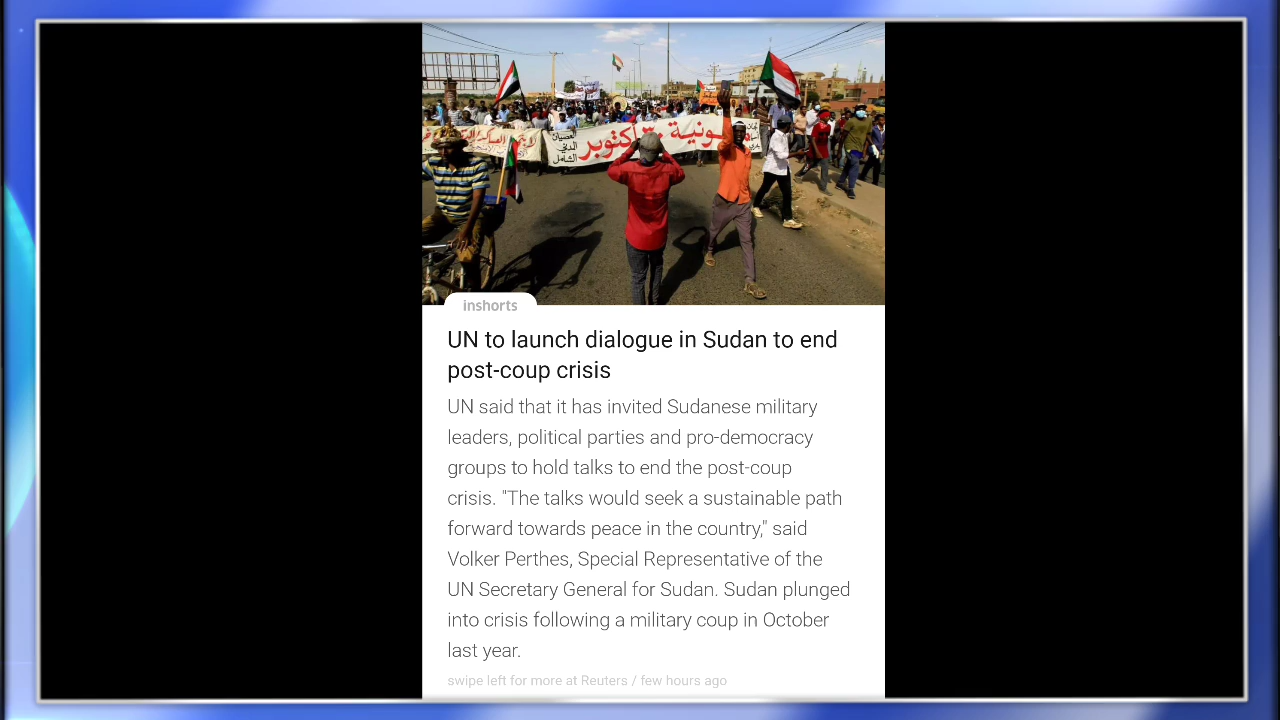 أكتوبر
العصيان
المدني
الشامل
inshorts
UN to launch dialogue in Sudan to end
post-coup crisis
UN said that it has invited Sudanese military
leaders, political parties and pro-democracy
groups to hold talks to end the post-coup
crisis. "The talks would seek a sustainable path
forward towards peace in the country," said
Volker Perthes, Special Representative of the
UN Secretary General for Sudan. Sudan plunged
into crisis following a military coup in October
last year.
swipe left for more at Reuters / few hours ago